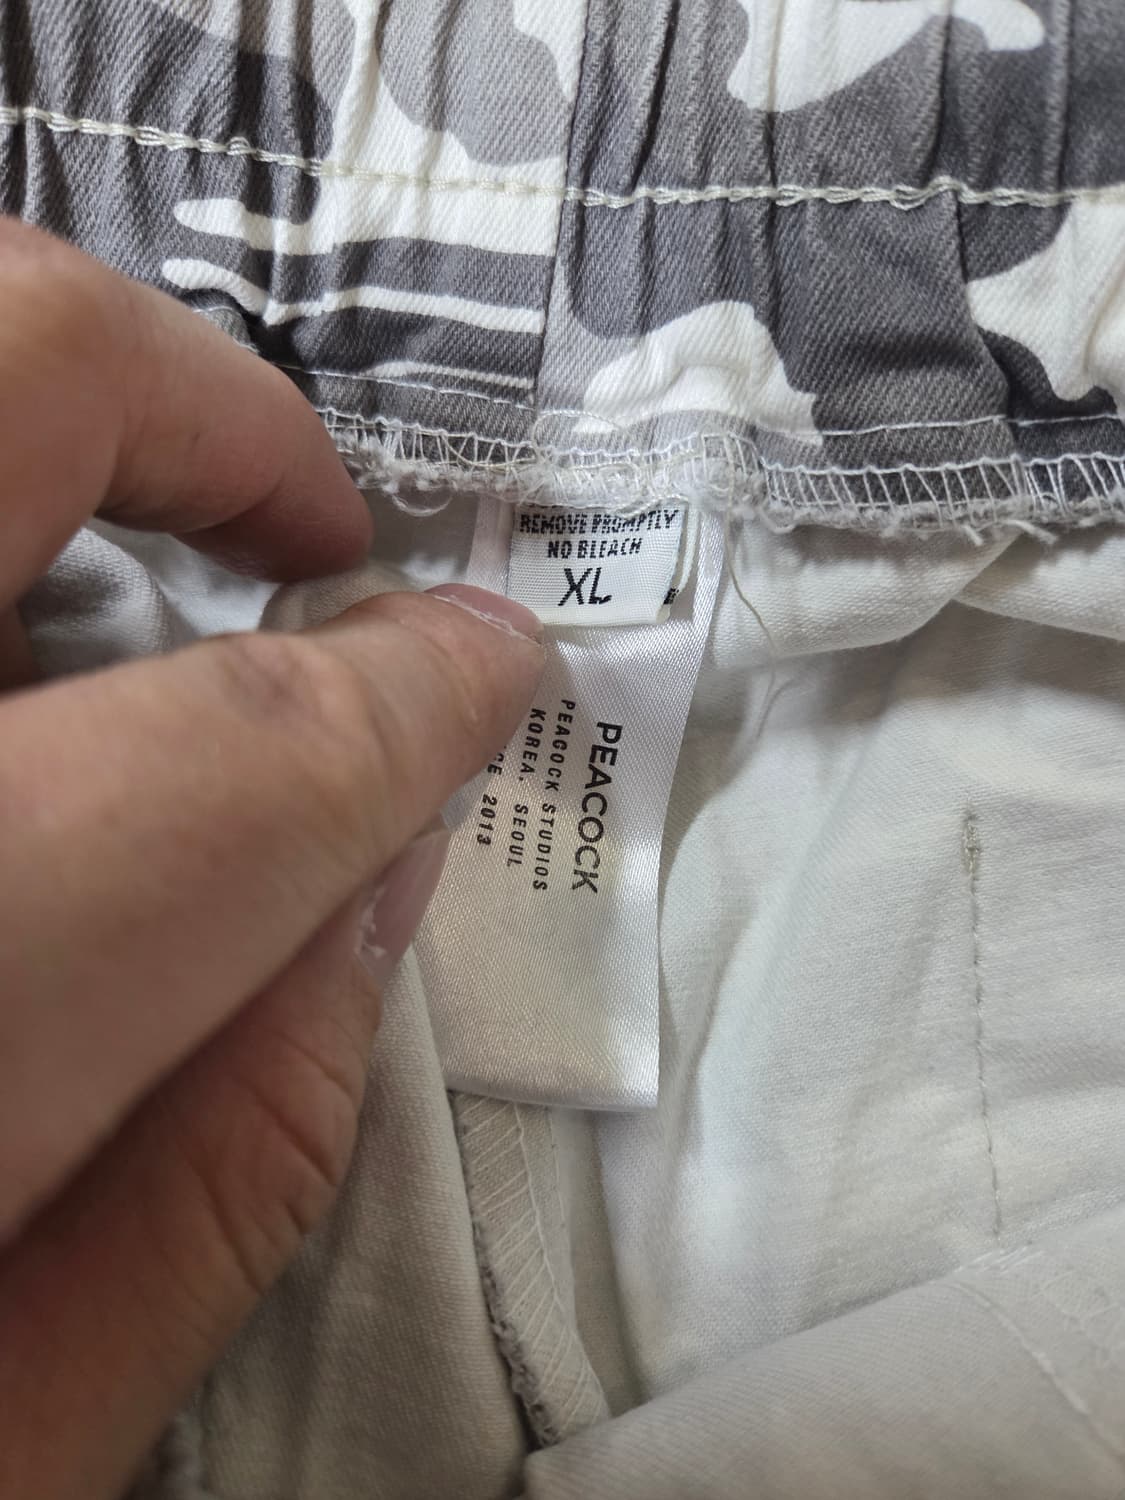 REMOVE PROMPTLY
NO BLEACH
XL
PEACOCK
PEACOCK STUDIOS
KOREA, SEOUL
2013